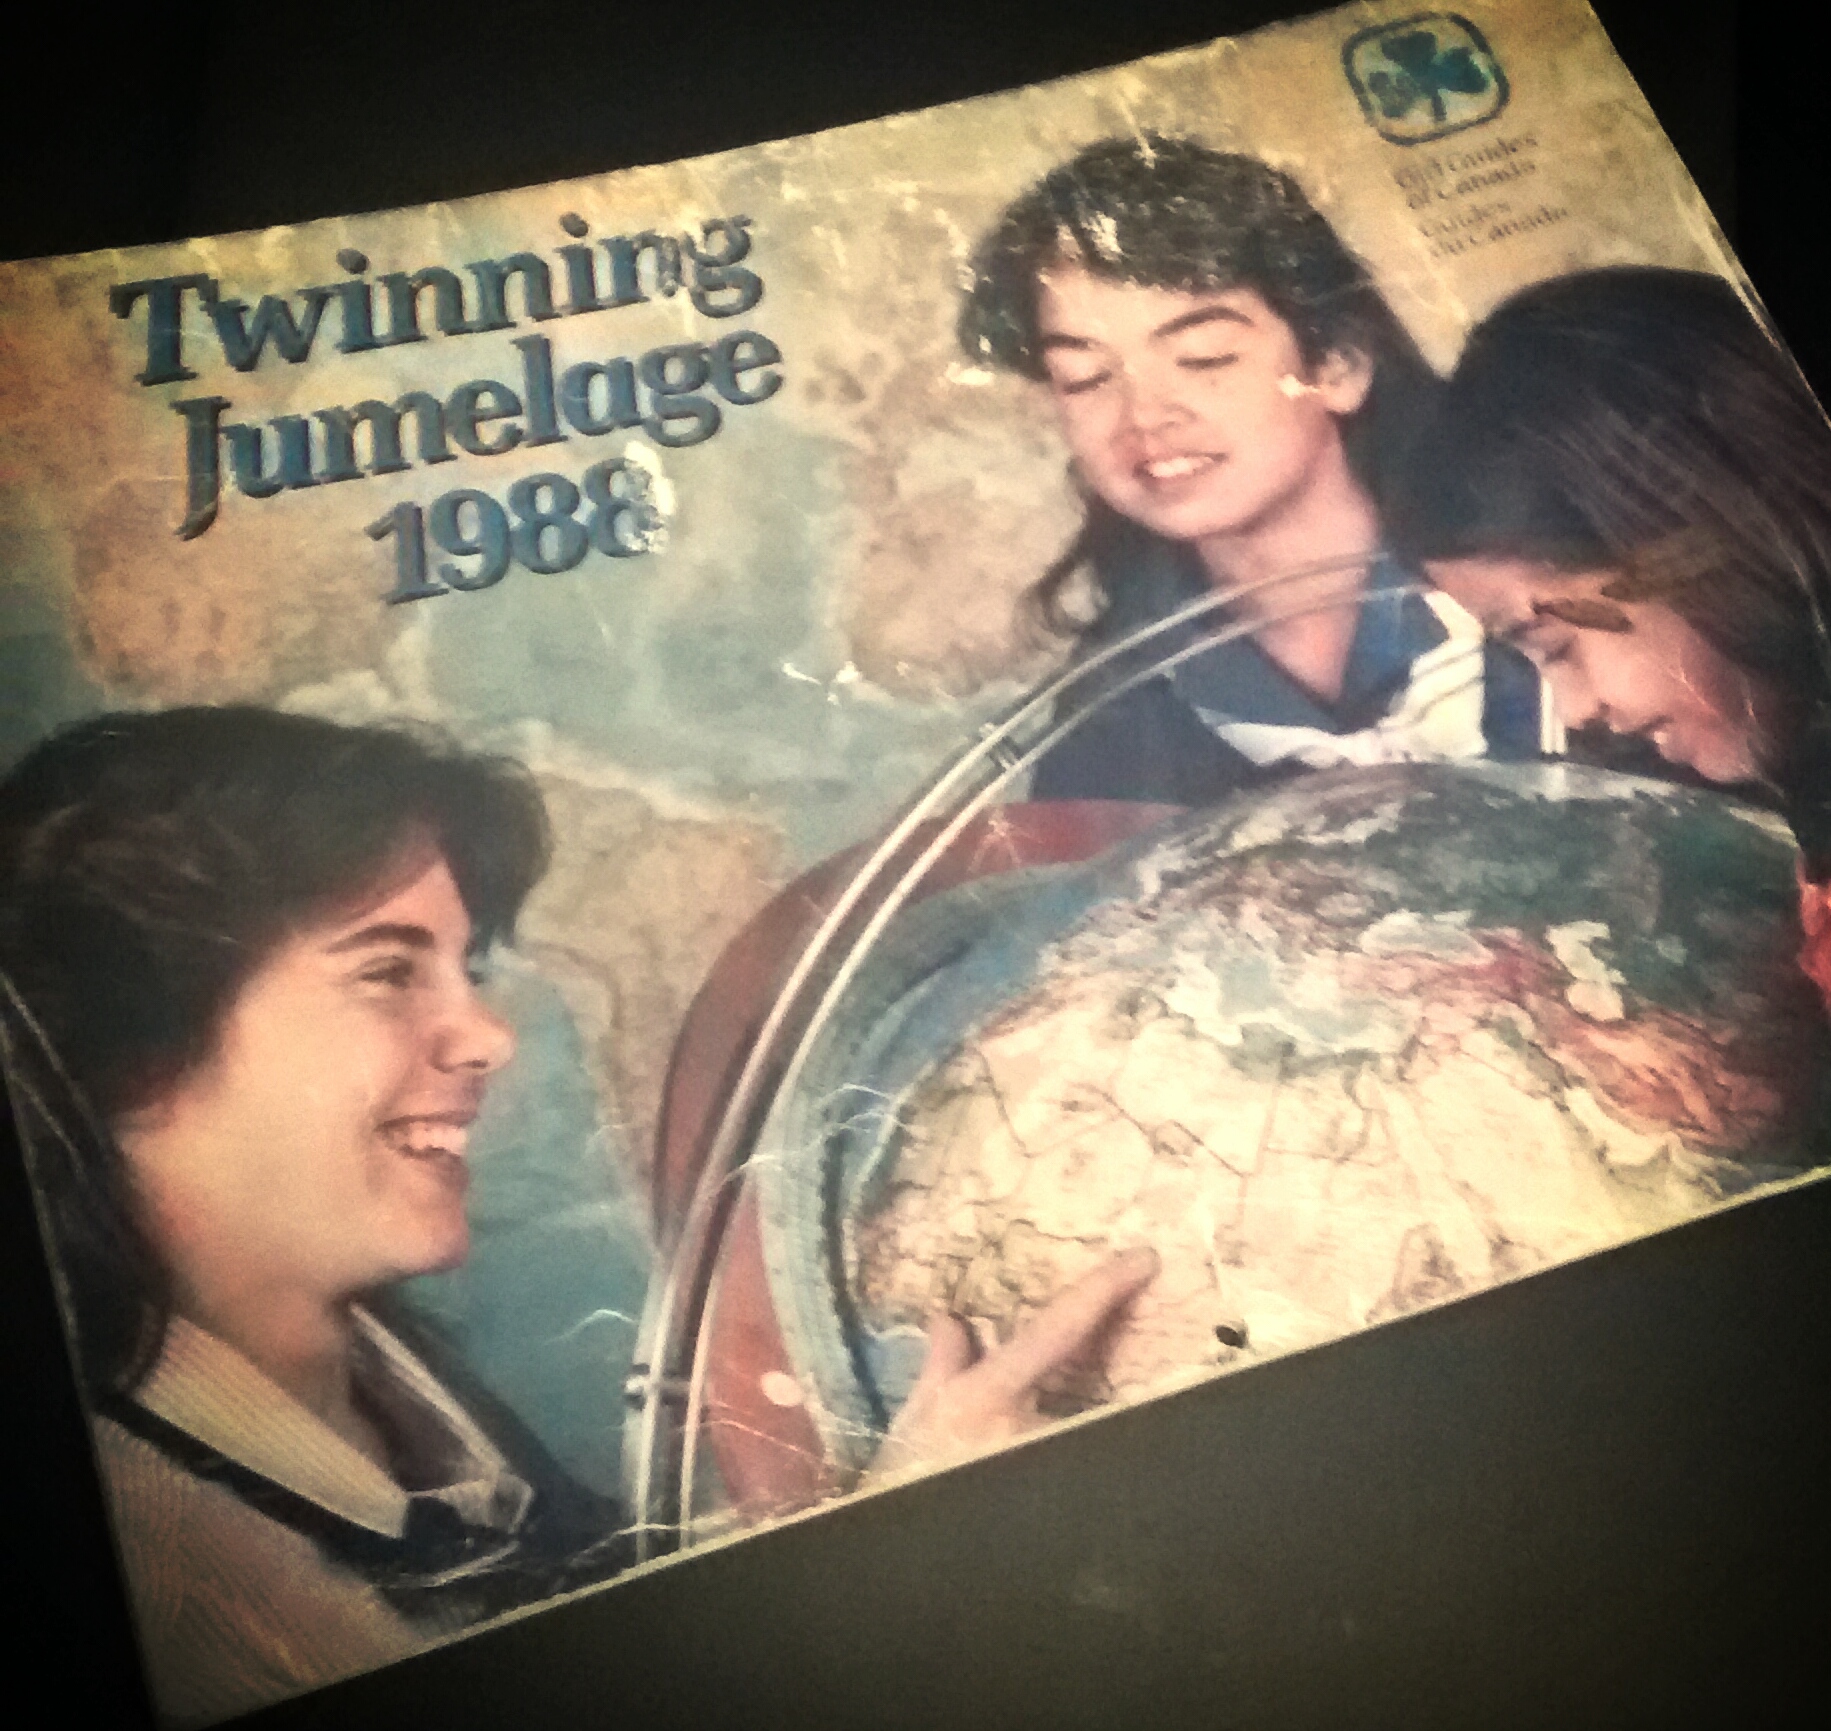 Twinning
Jumelage
1988
Girl Guides
of Canada
Guides
du Canada